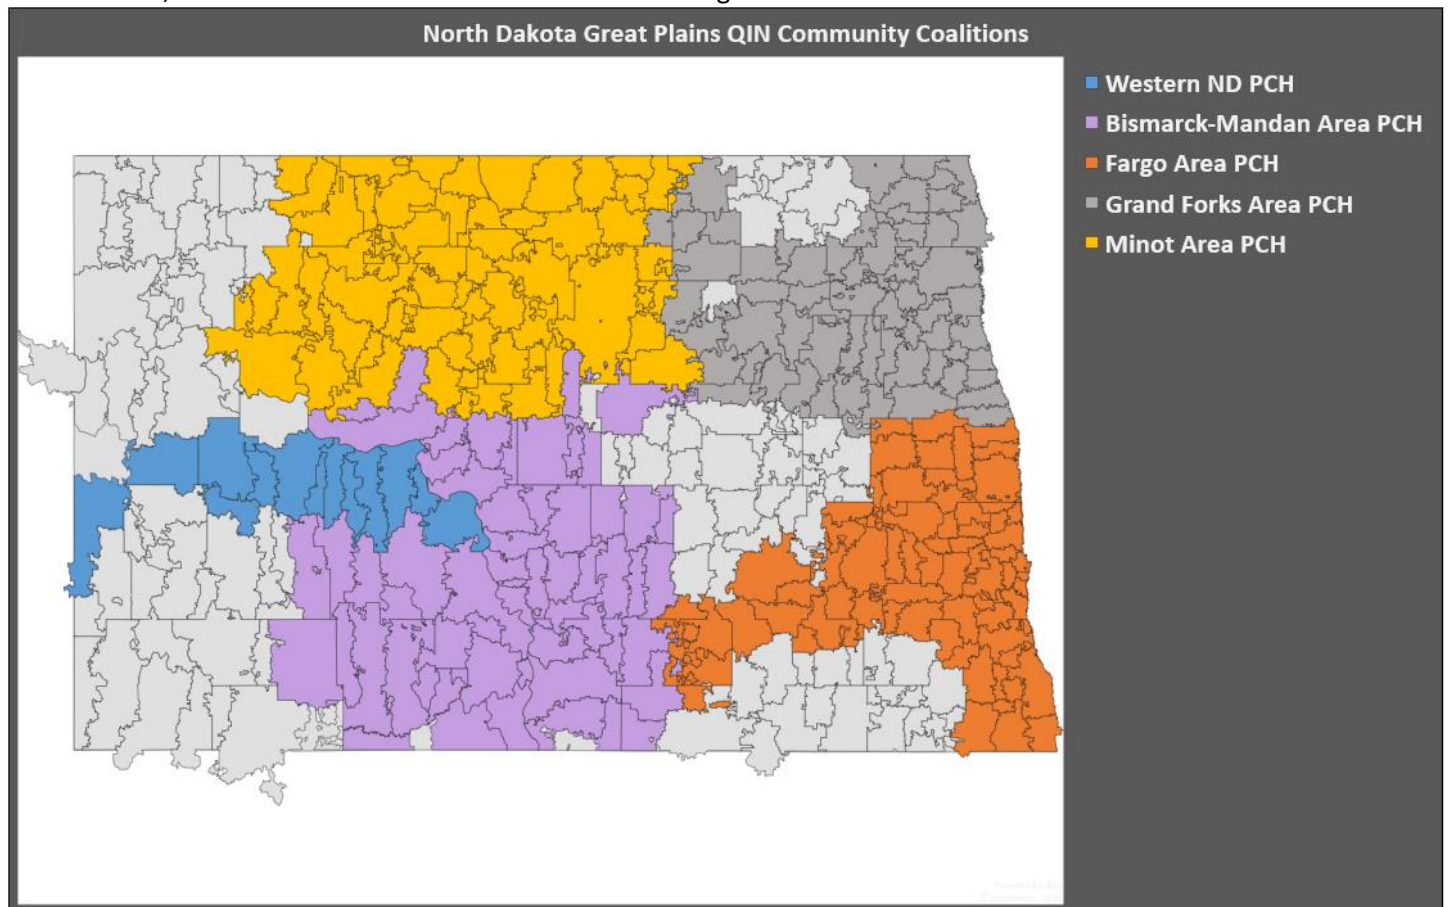 North Dakota Great Plains QIN Community Coalitions
Western ND PCH
Bismarck-Mandan Area PCH
Fargo Area PCH
Grand Forks Area PCH
Minot Area PCH